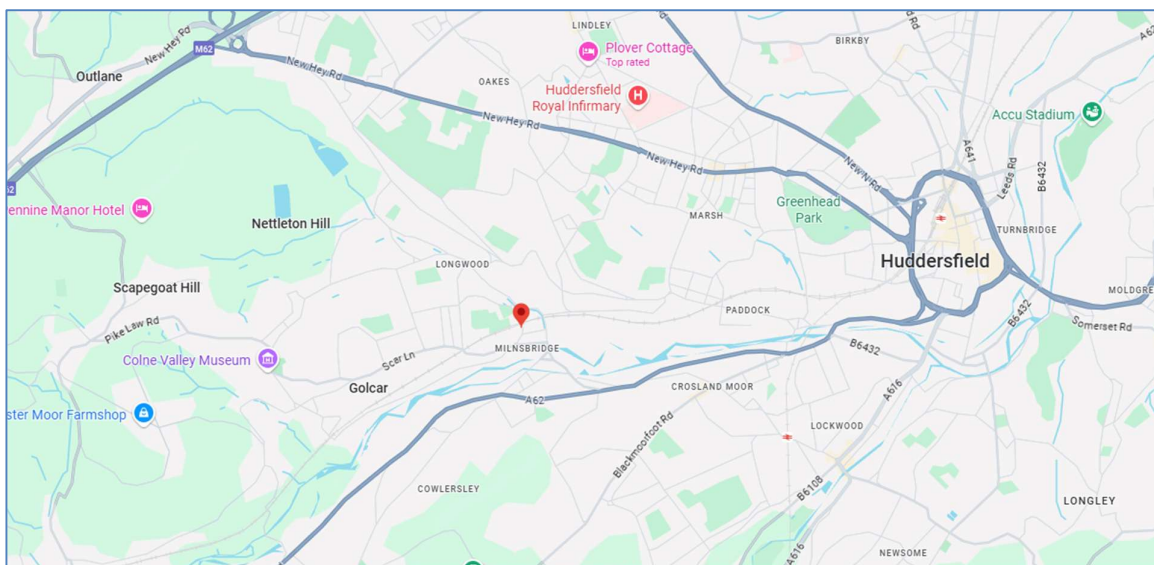 LINDLEY
Plover Cottage
Top rated
BIRKBY
New Hey Rd
M62
Outlane
New Hey Rd
OAKES
Huddersfield
Royal Infirmary
Accu Stadium
A641
Leeds Rd
B6432
New Hey Rd
New Hey Rd
New N Rd
ennine Manor Hotel
Nettleton Hill
MARSH
Greenhead
Park
TURNBRIDGE
LONGWOOD
Huddersfield
Scapegoat Hill
MOLDGRE
Pike Law Rd
PADDOCK
B6432
Somerset Rd
Colne Valley Museum
Scar Ln
MILNSBRIDGE
B6432
Golcar
CROSLAND MOOR
A616
A62
ster Moor Farmshop
LOCKWOOD
Blackmoorfoot Rd
COWLERSLEY
B6108
LONGLEY
A616
NEWSOME